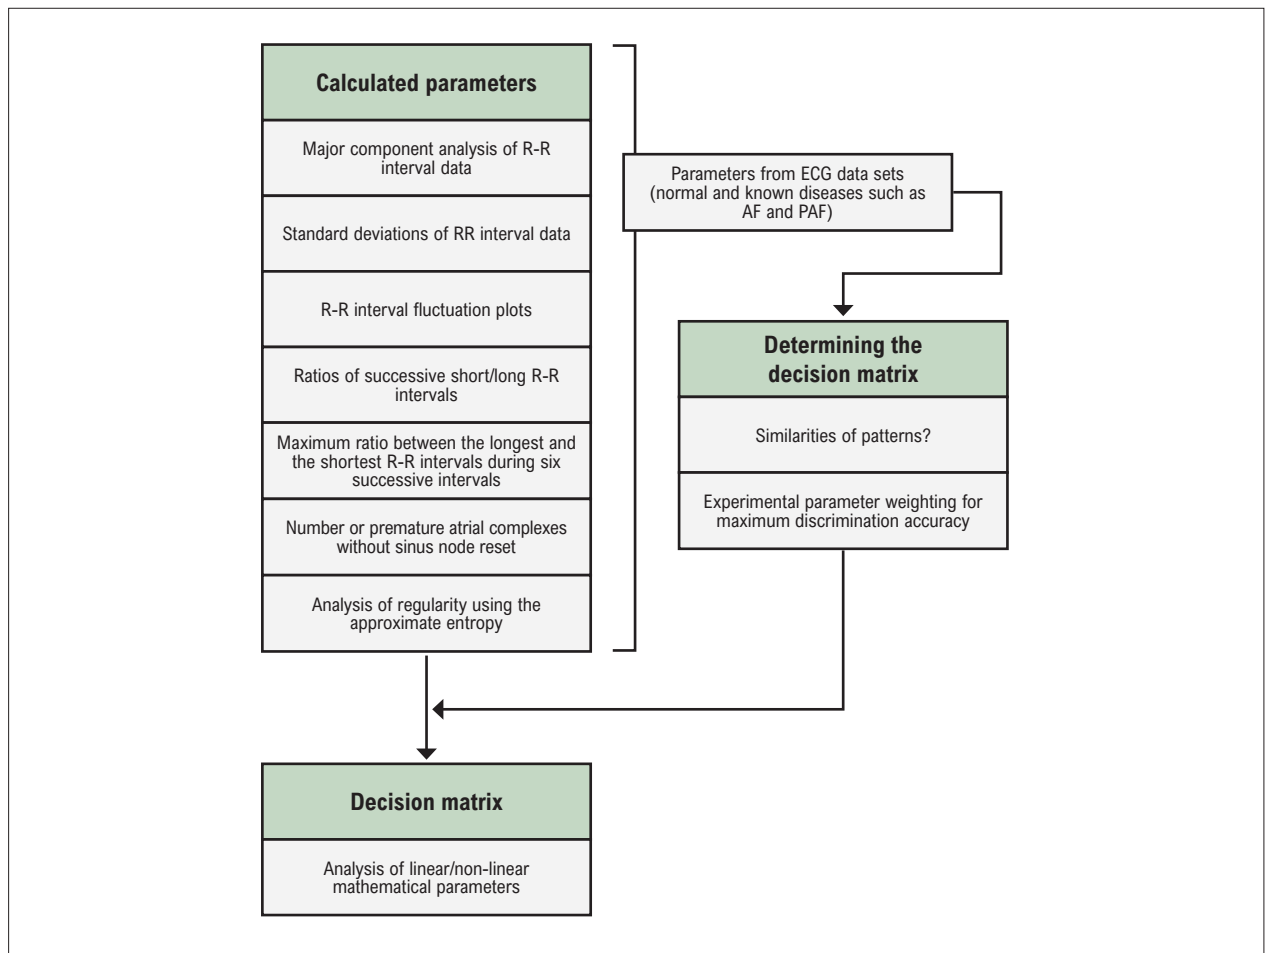 Calculated parameters
Major component analysis of R-R
interval data
Standard deviations of RR interval data
R-R interval fluctuation plots
Ratios of successive short/long R-R
intervals
Maximum ratio between the longest and
the shortest R-R intervals during six
successive intervals
Number or premature atrial complexes
without sinus node reset
Analysis of regularity using the
approximate entropy
Parameters from ECG data sets
(normal and known diseases such as
AF and PAF)
Determining the
decision matrix
Similarities of patterns?
Experimental parameter weighting for
maximum discrimination accuracy
Decision matrix
Analysis of linear/non-linear
mathematical parameters